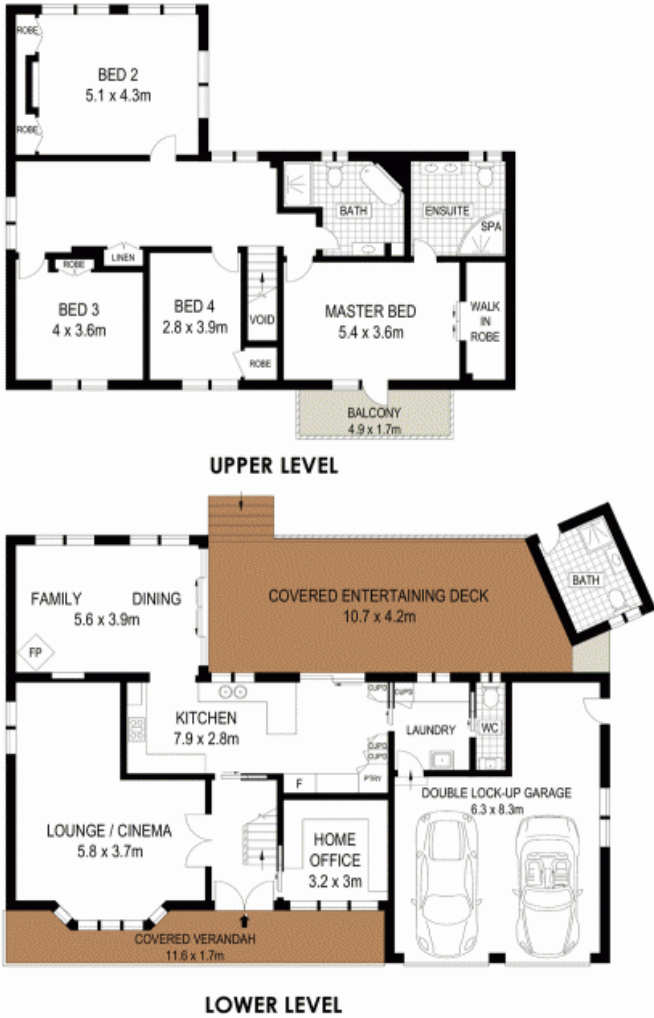 ROBE
BED 2
5.1 x 4.3m
ROBE
BATH
ENSUITE
SPA
LINEN
ROBE
BED 3
4 x 3.6m
BED 4
2.8 x 3.9m
VOID
ROBE
MASTER BED
5.4 x 3.6m
WALK
IN
ROBE
BALCONY
4.9 x 1.7m
UPPER LEVEL
FAMILY
DINING
5.6 x 3.9m
FP
COVERED ENTERTAINING DECK
10.7 x 4.2m
BATH
KITCHEN
7.9 x 2.8m
CUP'D
CUP'D
LAUNDRY
WC
CUP'D
CUP'D
PTRY
F
DOUBLE LOCK-UP GARAGE
6.3 x 8.3m
LOUNGE / CINEMA
5.8 x 3.7m
HOME
OFFICE
3.2 x 3m
COVERED VERANDAH
11.6 x 1.7m
LOWER LEVEL